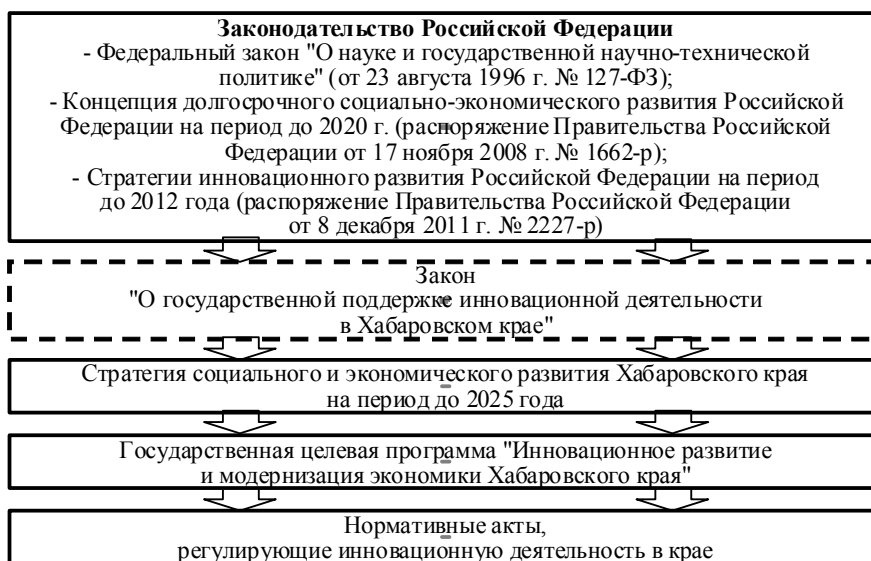 Законодательство Российской Федерации
- Федеральный закон "О науке и государственной научно-технической
политике" (от 23 августа 1996 г. № 127-ФЗ);
- Концепция долгосрочного социально-экономического развития Российской
Федерации на период до 2020 г. (распоряжение Правительства Российской
Федерации от 17 ноября 2008 г. № 1662-р);
- Стратегии инновационного развития Российской Федерации на период
до 2012 года (распоряжение Правительства Российской Федерации
от 8 декабря 2011 г. № 2227-р)
Закон
"О государственной поддержке инновационной деятельности
в Хабаровском крае"
Стратегия социального и экономического развития Хабаровского края
на период до 2025 года
Государственная целевая программа "Инновационное развитие
и модернизация экономики Хабаровского края"
Нормативные акты,
регулирующие инновационную деятельность в крае